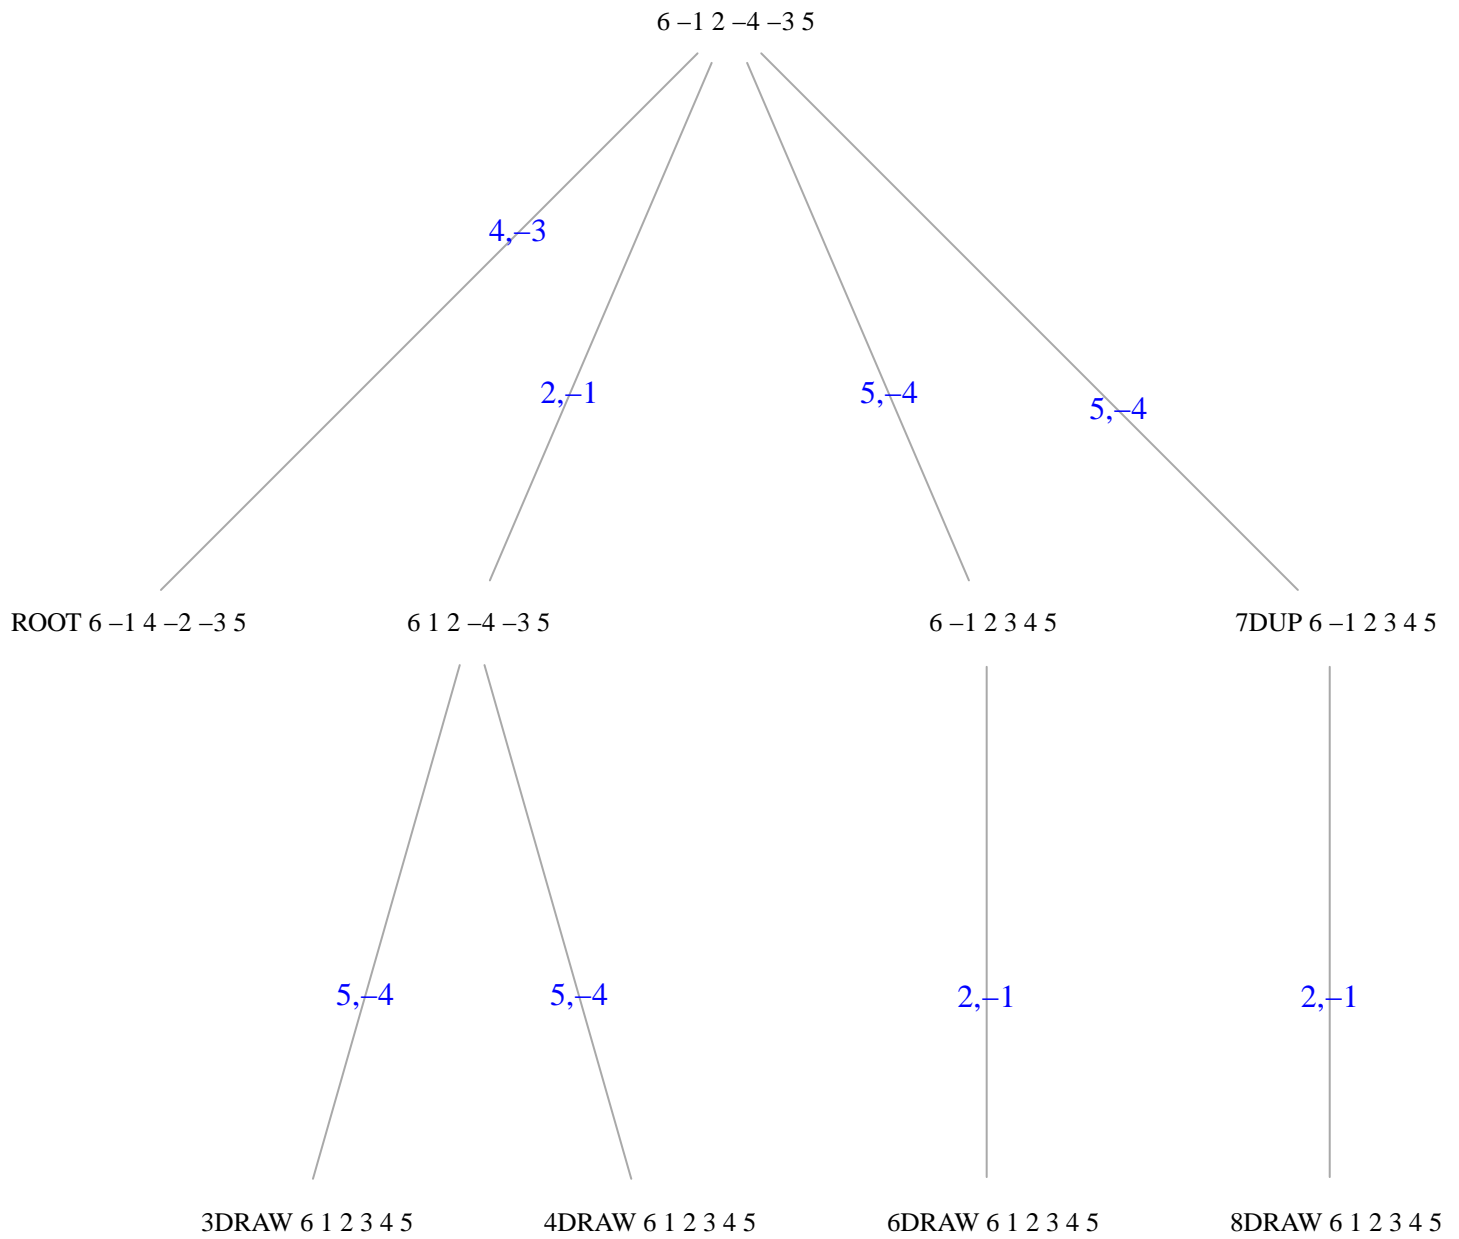 6 –1 2 –4 –3 5
4,–3
2,–1
5,–4
5,–4
ROOT 6 –1 4 –2 –3 5
6 1 2 –4 –3 5
6 –1 2 3 4 5
7DUP 6 –1 2 3 4 5
5,–4
5,–4
2,–1
2,–1
3DRAW 6 1 2 3 4 5
4DRAW 6 1 2 3 4 5
6DRAW 6 1 2 3 4 5
8DRAW 6 1 2 3 4 5